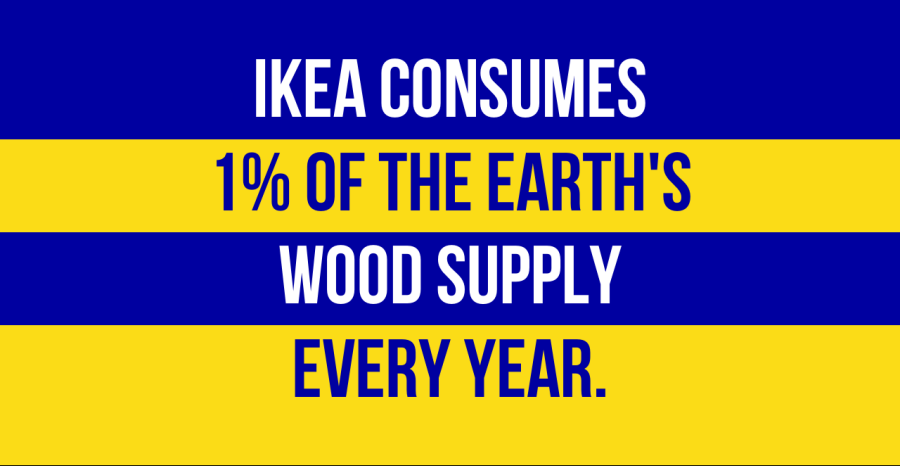 IKEA CONSUMES
1% OF THE EARTH'S
WOOD SUPPLY
EVERY YEAR.